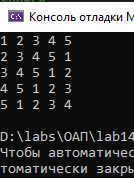 Консоль отладки M
1 2 3 4 5
2 3 4 5 1
3 4 5 1 2
4 5 1 2 3
5 1 2 3 4
D:\labs\ОАП\lab14
Чтобы автоматичес
томатически закры